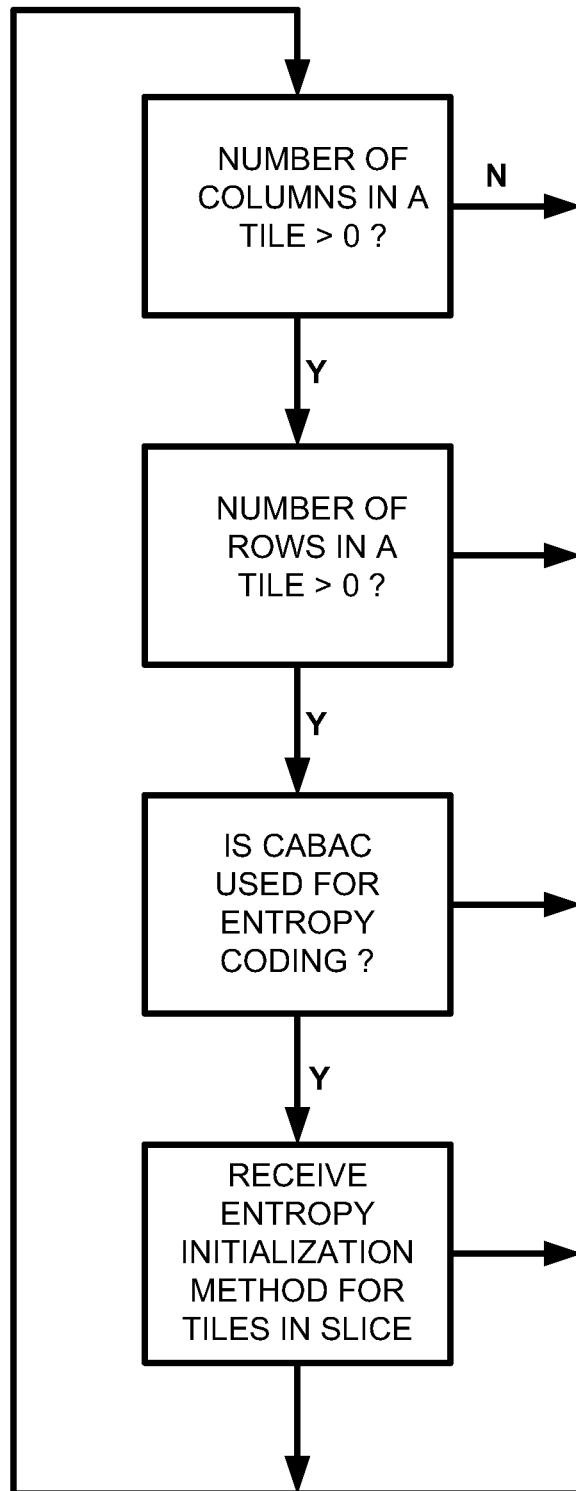 NUMBER OF
COLUMNS IN A
TILE > 0 ?
N
Y
NUMBER OF
ROWS IN A
TILE > 0 ?
Y
IS CABAC
USED FOR
ENTROPY
CODING ?
Y
RECEIVE
ENTROPY
INITIALIZATION
METHOD FOR
TILES IN SLICE